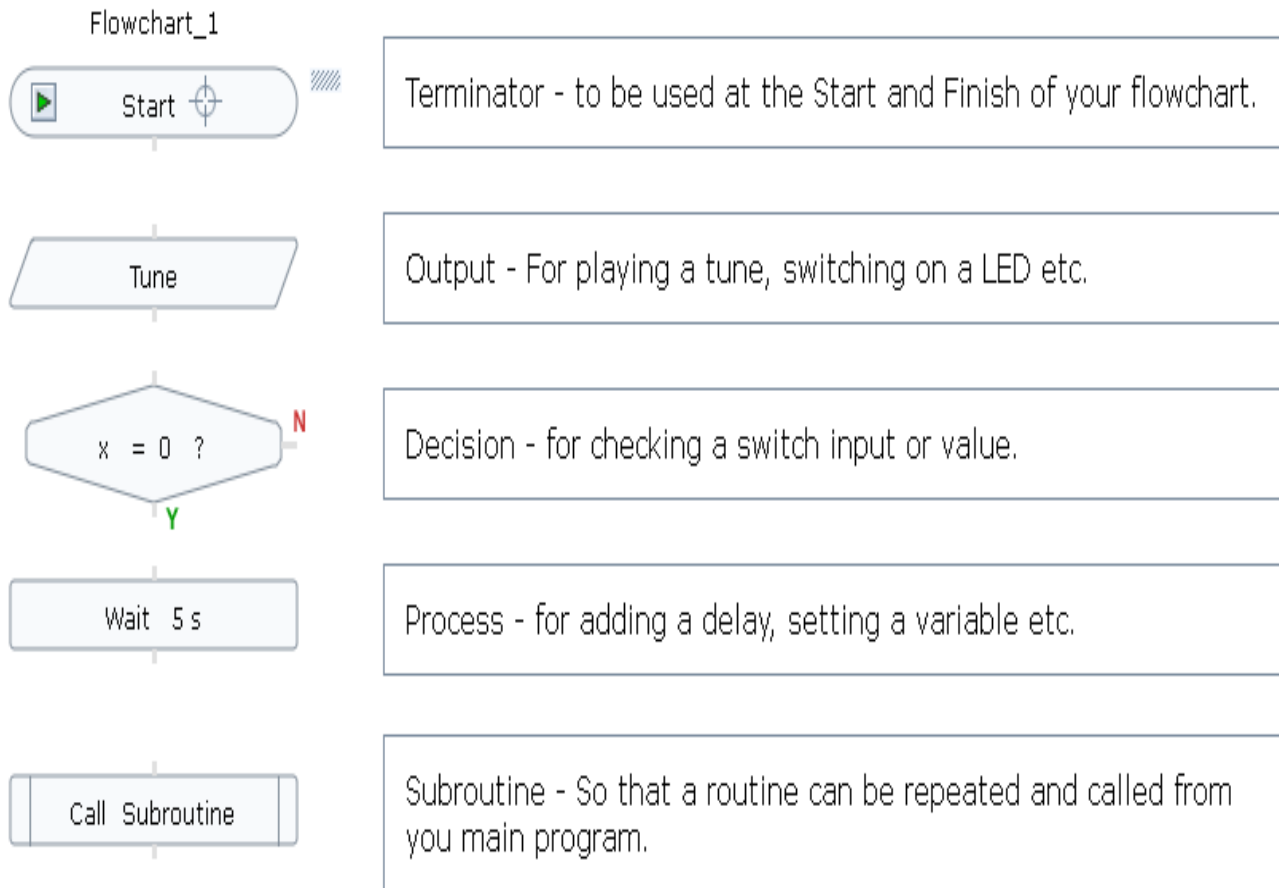 Flowchart_1
Start
Terminator - to be used at the Start and Finish of your flowchart.
Tune
Output - For playing a tune, switching on a LED etc.
x = 0 ?
N
Y
Decision - for checking a switch input or value.
Wait 5 s
Process - for adding a delay, setting a variable etc.
Call Subroutine
Subroutine - So that a routine can be repeated and called from
you main program.